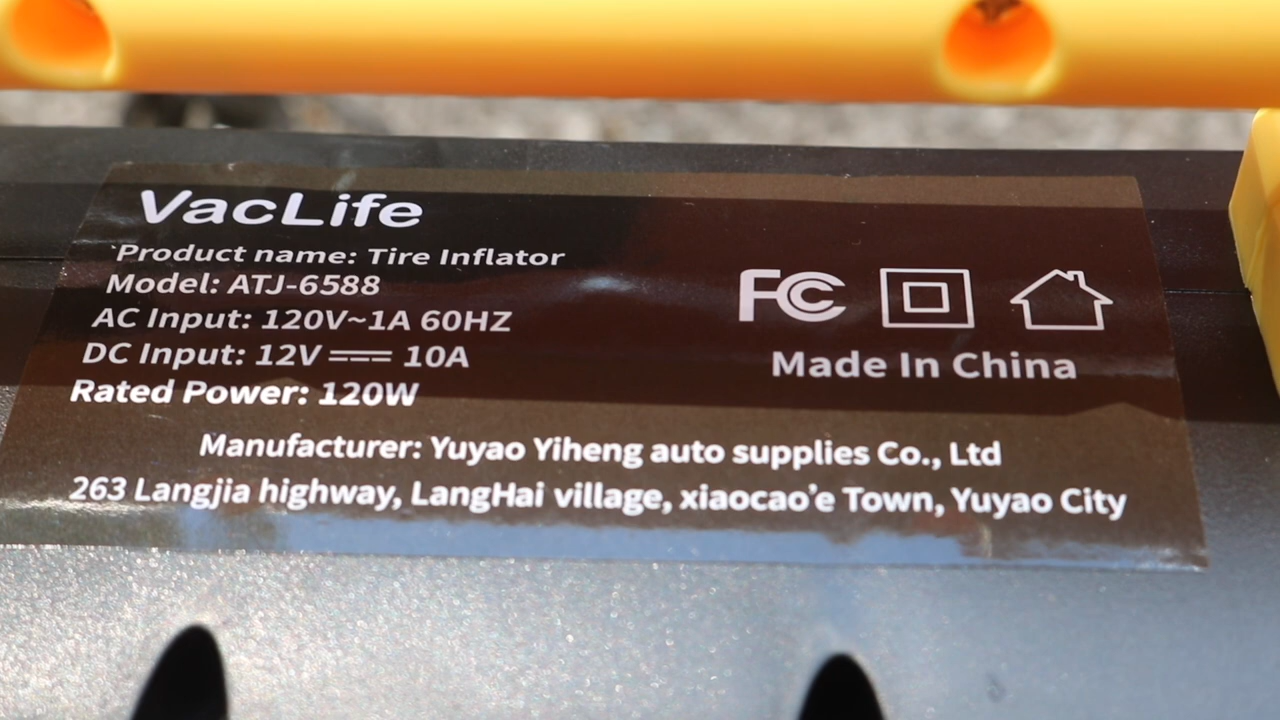 VacLife
Product name: Tire Inflator
Model: ATJ-6588
AC Input: 120V~1A 60HZ
DC Input: 12V ⎓ 10A
Rated Power: 120W
FC
Made In China
Manufacturer: Yuyao Yiheng auto supplies Co., Ltd
263 Langjia highway, LangHai village, xiaocao’e Town, Yuyao City